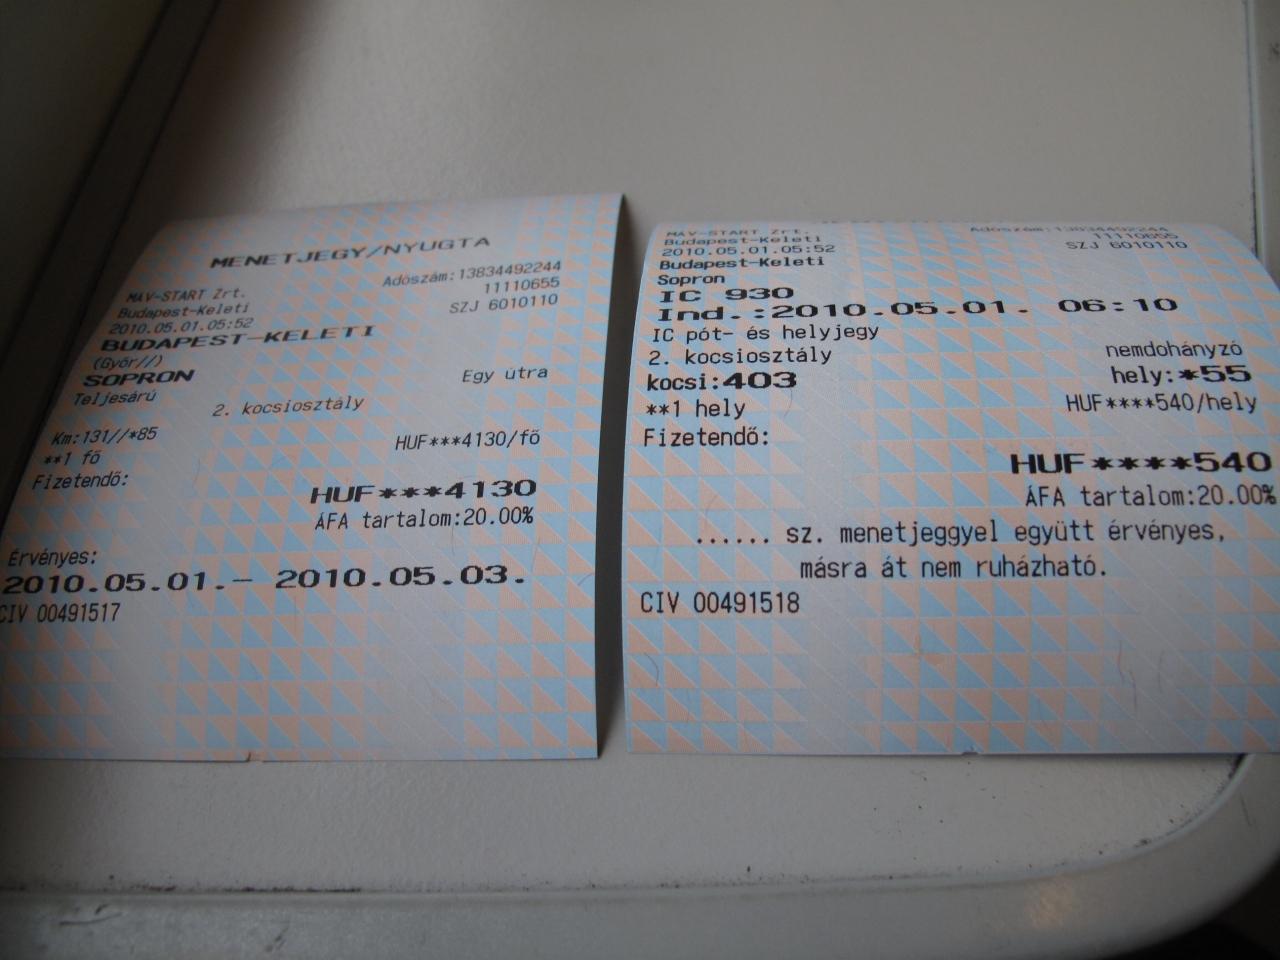 MENETJEGY/NYUGTA
Adószám:13834492244
MÁV-START Zrt. 11110655
Budapest-Keleti SZJ 6010110
2010.05.01.05:52
BUDAPEST-KELETI
(Győr//)
SOPRON Egy útra
Teljesárú
2. kocsiosztály
Km:131//*85 HUF***4130/fő
**1 fő
Fizetendő:
HUF***4130
ÁFA tartalom:20.00%
Érvényes:
2010.05.01.- 2010.05.03.
CIV 00491517
MÁV-START Zrt. Adószám:13834492244
Budapest-Keleti 11110655
2010.05.01.05:52 SZJ 6010110
Budapest-Keleti
Sopron
IC 930
Ind.:2010.05.01. 06:10
IC pót- és helyjegy
2. kocsiosztály nemdohányzó
kocsi:403 hely:*55
**1 hely HUF****540/hely
Fizetendő:
HUF****540
ÁFA tartalom:20.00%
...... sz. menetjeggyel együtt érvényes,
másra át nem ruházható.
CIV 00491518